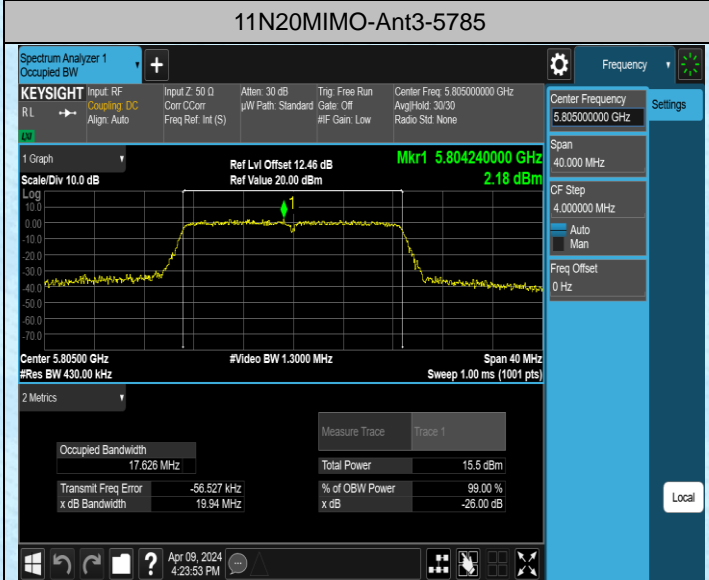 11N20MIMO-Ant3-5785
Spectrum Analyzer 1
Occupied BW
Frequency
KEYSIGHT
RL
LXI
Input: RF
Coupling: DC
Align: Auto
Input Z: 50 Ω
Corr CCorr
Freq Ref: Int (S)
Atten: 30 dB
µW Path: Standard
Trig: Free Run
Gate: Off
#IF Gain: Low
Center Freq: 5.805000000 GHz
Avg|Hold: 30/30
Radio Std: None
Center Frequency
5.805000000 GHz
Settings
Span
40.000 MHz
CF Step
4.000000 MHz
Auto
Man
Freq Offset
0 Hz
1 Graph
Scale/Div 10.0 dB
Ref Lvl Offset 12.46 dB
Ref Value 20.00 dBm
Mkr1 5.804240000 GHz
2.18 dBm
Log
10.0
0.00
-10.0
-20.0
-30.0
-40.0
-50.0
-60.0
-70.0
1
Center 5.80500 GHz
#Video BW 1.3000 MHz
Span 40 MHz
#Res BW 430.00 kHz
Sweep 1.00 ms (1001 pts)
2 Metrics
Measure Trace
Trace 1
Occupied Bandwidth
17.626 MHz
Total Power
15.5 dBm
Transmit Freq Error
-56.527 kHz
% of OBW Power
99.00 %
x dB Bandwidth
19.94 MHz
x dB
-26.00 dB
Local
?
Apr 09, 2024
4:23:53 PM